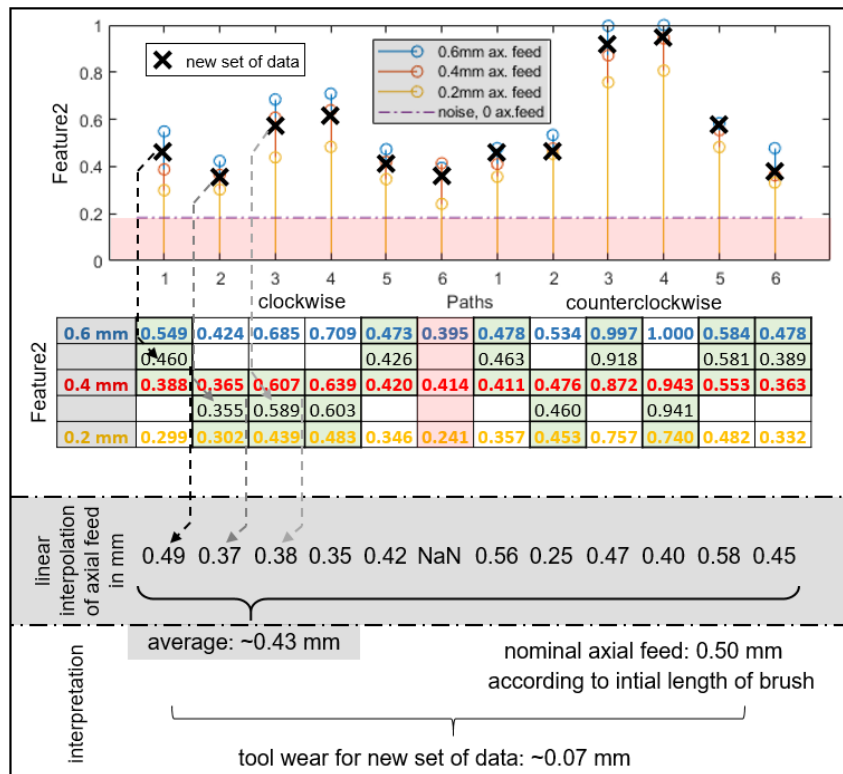 1
0.8
0.6
0.4
0.2
0
Feature2
new set of data
0.6mm ax. feed
0.4mm ax. feed
0.2mm ax. feed
noise, 0 ax.feed
1 2 3 4 5 6 1 2 3 4 5 6
clockwise Paths counterclockwise
Feature2
0.6 mm 0.549 0.424 0.685 0.709 0.473 0.395 0.478 0.534 0.997 1.000 0.584 0.478
0.460 0.426 0.463 0.918 0.581 0.389
0.4 mm 0.388 0.365 0.607 0.639 0.420 0.414 0.411 0.476 0.872 0.943 0.553 0.363
0.355 0.589 0.603 0.460 0.941
0.2 mm 0.299 0.302 0.439 0.483 0.346 0.241 0.357 0.453 0.757 0.740 0.482 0.332
linear
interpolation
of axial feed
in mm
0.49 0.37 0.38 0.35 0.42 NaN 0.56 0.25 0.47 0.40 0.58 0.45
interpretation
average: ~0.43 mm
nominal axial feed: 0.50 mm
according to intial length of brush
tool wear for new set of data: ~0.07 mm